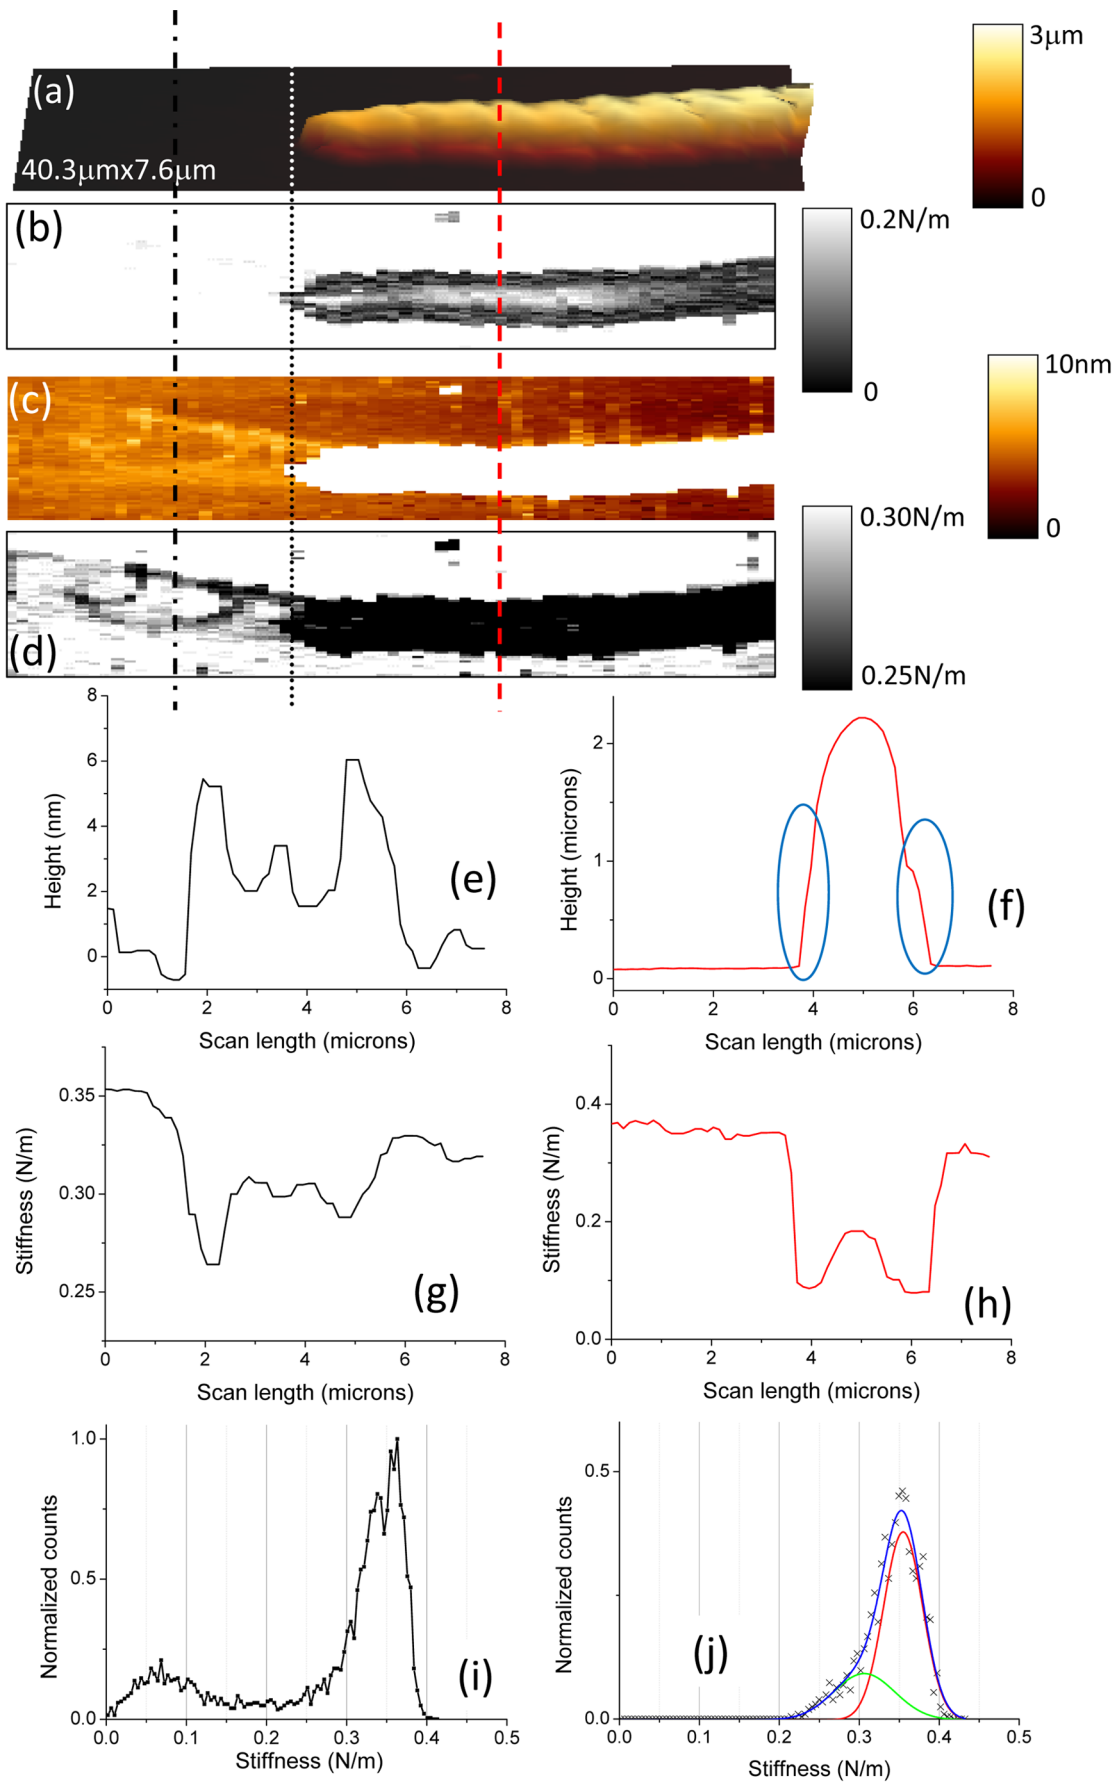 (a)
40.3μmx7.6μm
3μm
0
(b)
0.2N/m
0
(c)
10nm
0
(d)
0.30N/m
0.25N/m
8
6
4
2
0
Height (nm)
(e)
0 2 4 6 8
Scan length (microns)
2
1
0
Height (microns)
(f)
0 2 4 6 8
Scan length (microns)
0.35
0.30
0.25
Stiffness (N/m)
(g)
0 2 4 6 8
Scan length (microns)
0.4
0.2
0.0
Stiffness (N/m)
(h)
0 2 4 6 8
Scan length (microns)
1.0
0.5
0.0
Normalized counts
(i)
0.0 0.1 0.2 0.3 0.4 0.5
Stiffness (N/m)
0.5
0.0
Normalized counts
(j)
0.0 0.1 0.2 0.3 0.4 0.5
Stiffness (N/m)